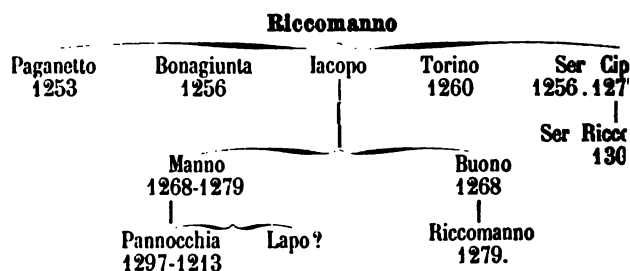 Riccomanno
Paganetto Bonagiunta Iacopo Torino Ser Cip
1253 1256 1260 1256.127
Ser Ricco
130
Manno Buono
1268-1279 1268
Pannocchia Lapo? Riccomanno
1297-1213 1279.